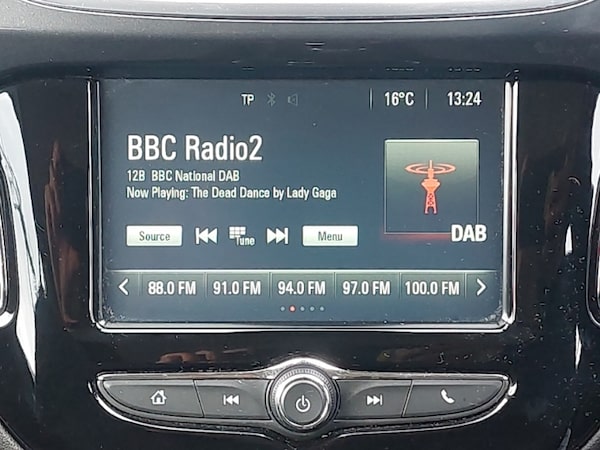 TP 16°C 13:24
BBC Radio2
12B BBC National DAB
Now Playing: The Dead Dance by Lady Gaga
DAB
Source Tune Menu
88.0 FM 91.0 FM 94.0 FM 97.0 FM 100.0 FM